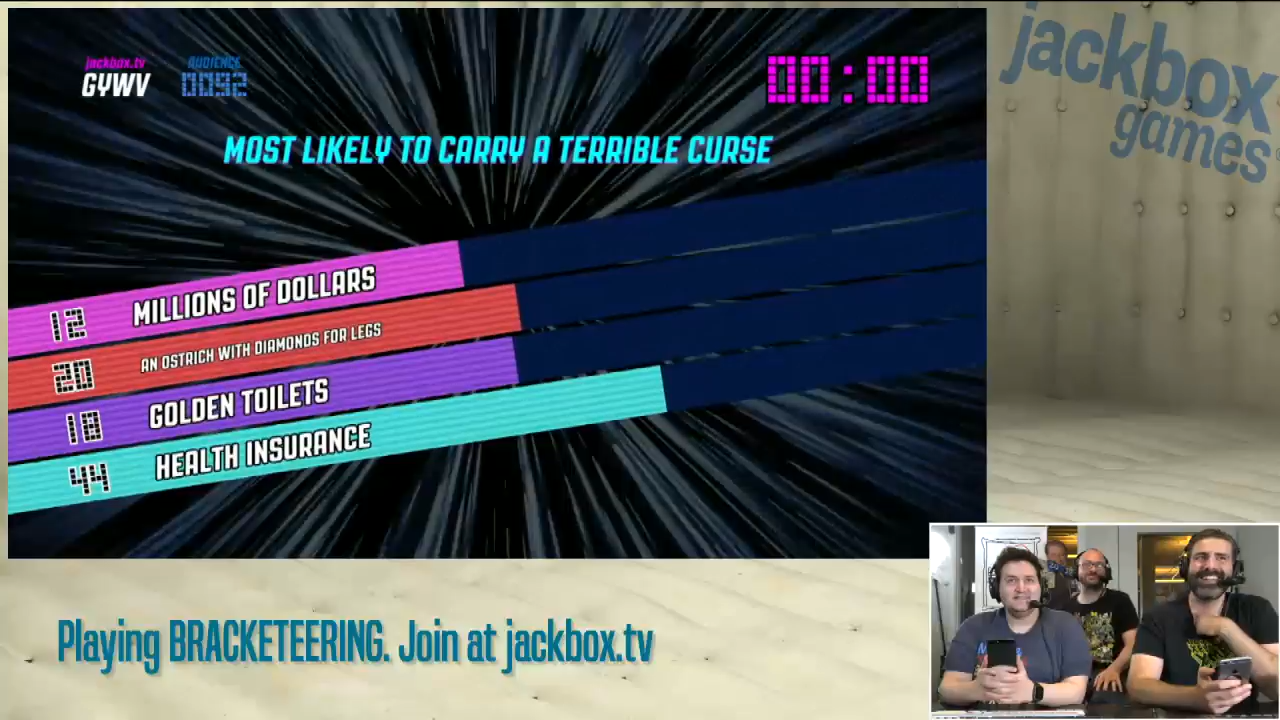 jackbox.tv
GYWV
AUDIENCE
0092
00:00
MOST LIKELY TO CARRY A TERRIBLE CURSE
12 MILLIONS OF DOLLARS
20 AN OSTRICH WITH DIAMONDS FOR LEGS
18 GOLDEN TOILETS
44 HEALTH INSURANCE
jackbox
games
Playing BRACKETEERING. Join at jackbox.tv